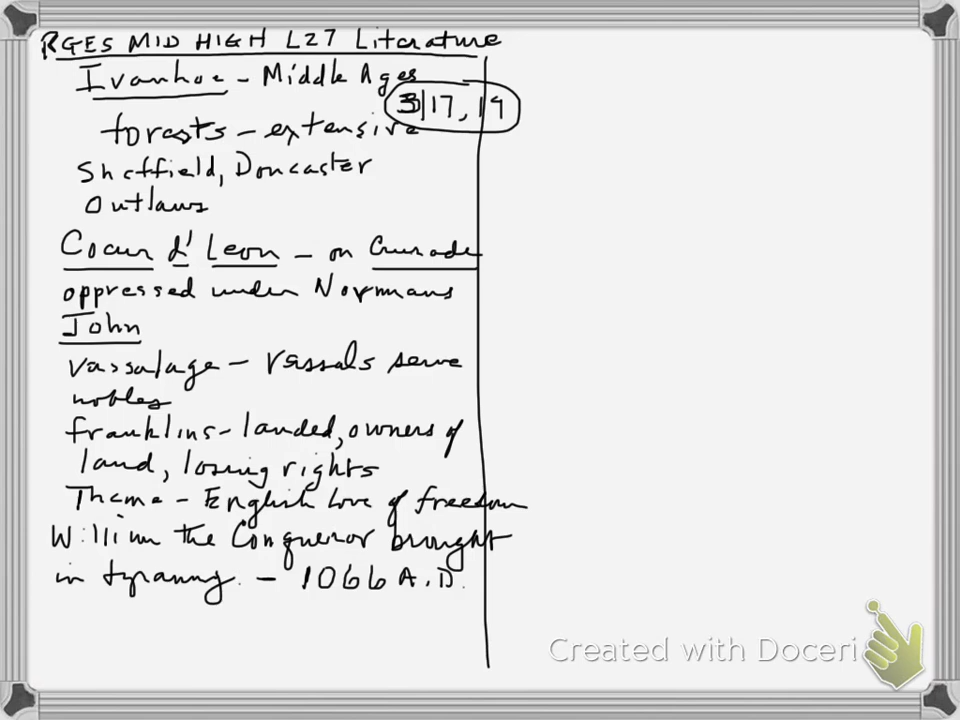 RGES MID HIGH L27 Literature
Ivanhoe - Middle Ages
3/17, 19
forests - extensive
Sheffield, Doncaster
Outlaws
Coeur d' Leon - on Crusade
oppressed under Normans
John
Vassalage - Vassals serve
nobles
franklins - landed, owners of
land, losing rights
Theme - English Love of freedom
William the Conqueror brought
in tyranny. - 1066 A.D.
Created with Doceri